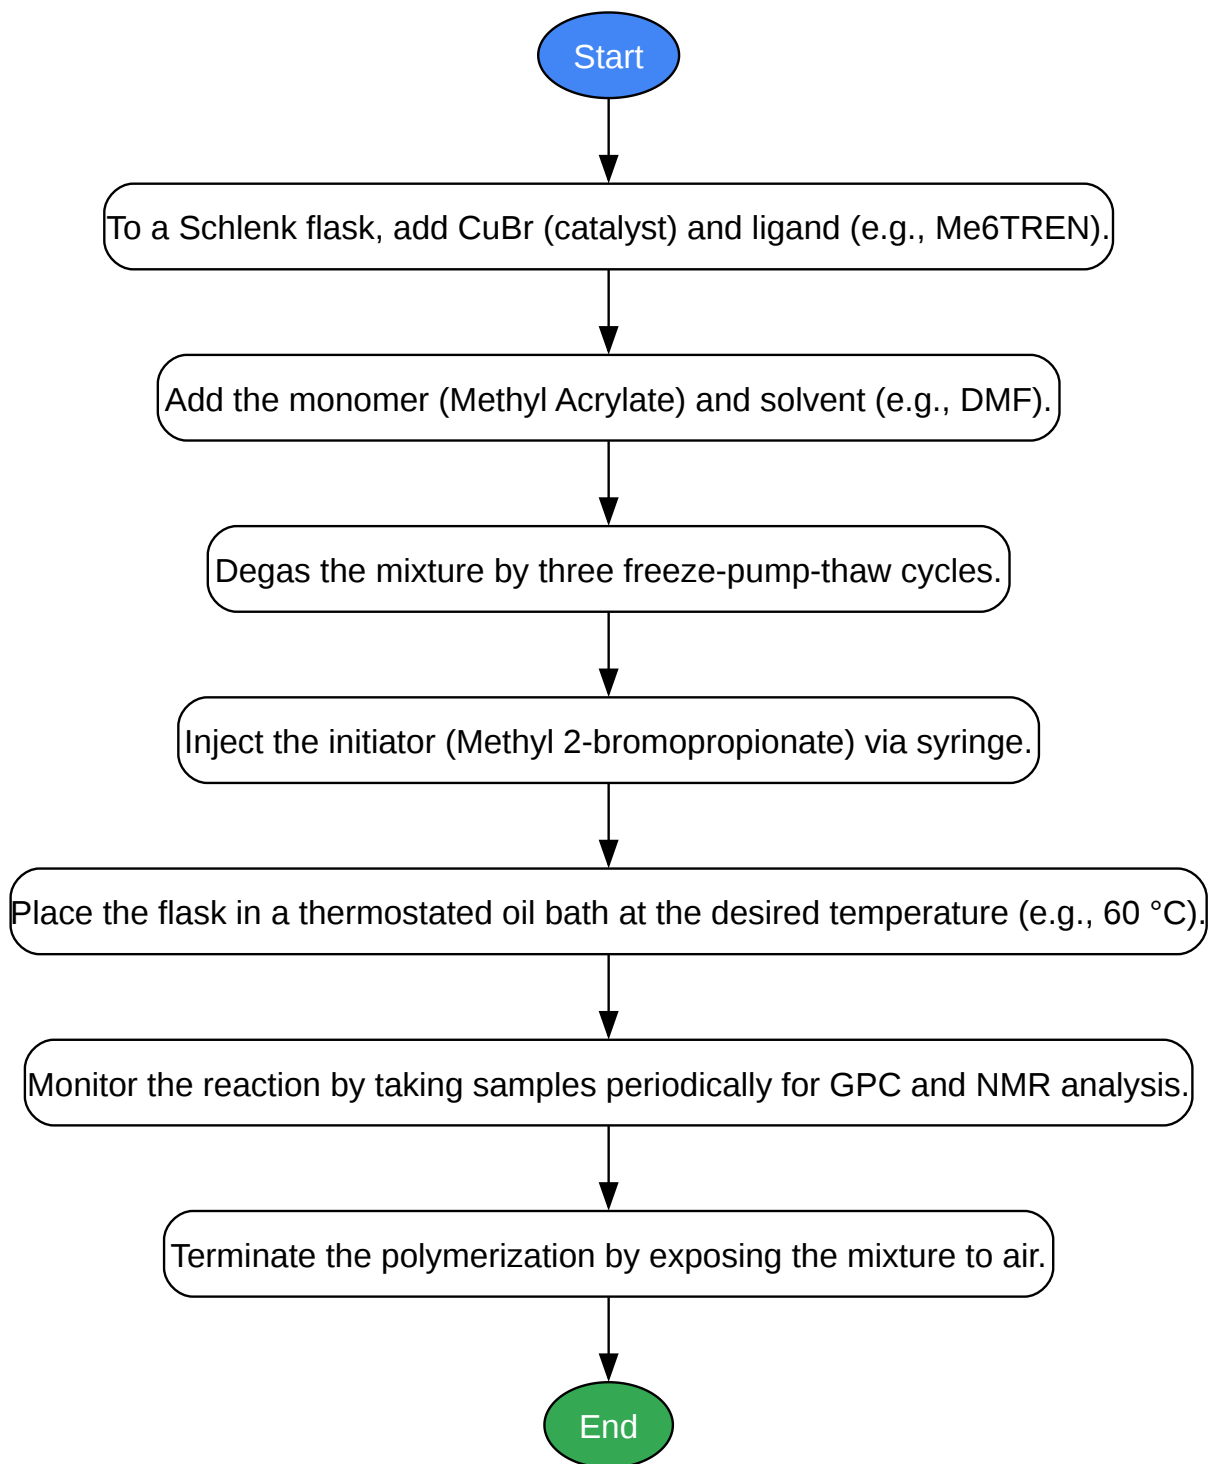 Start
To a Schlenk flask, add CuBr (catalyst) and ligand (e.g., Me6TREN).
Add the monomer (Methyl Acrylate) and solvent (e.g., DMF).
Degas the mixture by three freeze-pump-thaw cycles.
Inject the initiator (Methyl 2-bromopropionate) via syringe.
Place the flask in a thermostated oil bath at the desired temperature (e.g., 60 °C).
Monitor the reaction by taking samples periodically for GPC and NMR analysis.
Terminate the polymerization by exposing the mixture to air.
End